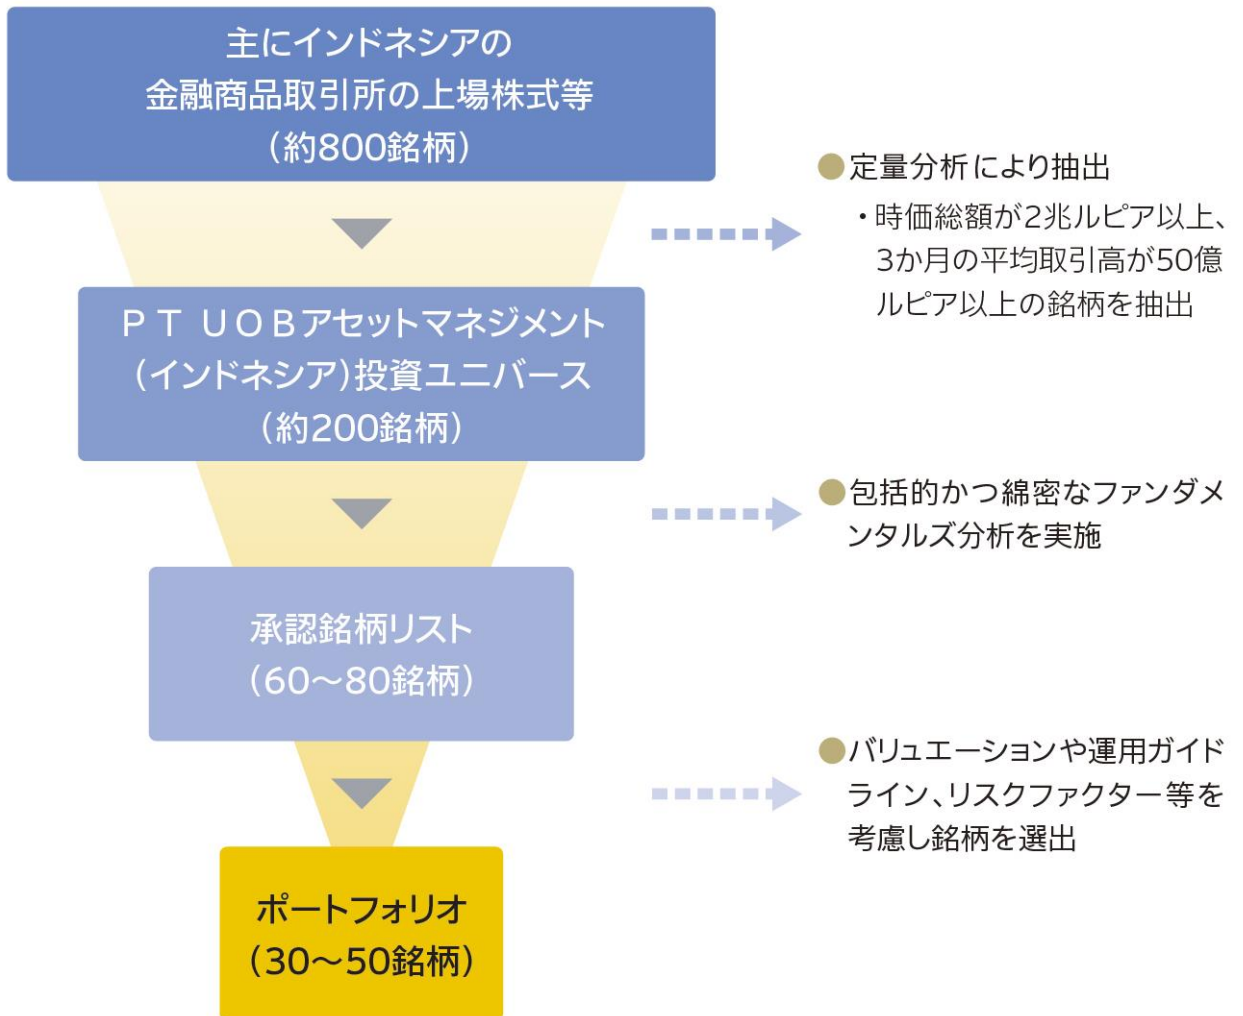 主にインドネシアの
金融商品取引所の上場株式等
(約800銘柄)
●定量分析により抽出
・時価総額が2兆ルピア以上、
3か月の平均取引高が50億
ルピア以上の銘柄を抽出
ＰＴ ＵＯＢアセットマネジメント
(インドネシア)投資ユニバース
(約200銘柄)
●包括的かつ綿密なファンダメ
ンタルズ分析を実施
承認銘柄リスト
(60～80銘柄)
●バリュエーションや運用ガイド
ライン、リスクファクター等を
考慮し銘柄を選出
ポートフォリオ
(30～50銘柄)